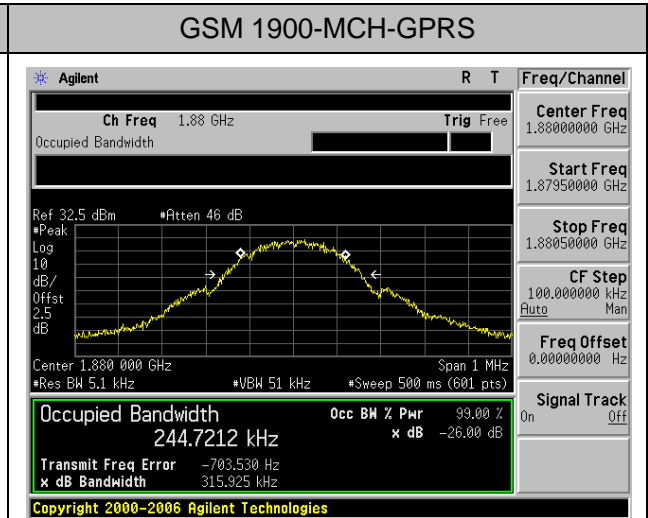 GSM 1900-MCH-GPRS
Agilent R T
Freq/Channel
Ch Freq 1.88 GHz Trig Free
Occupied Bandwidth
Center Freq
1.88000000 GHz
Start Freq
1.87950000 GHz
Stop Freq
1.88050000 GHz
CF Step
100.000000 kHz
Auto Man
Freq Offset
0.00000000 Hz
Signal Track
On Off
Ref 32.5 dBm #Atten 46 dB
#Peak
Log
10
dB/
Offst
2.5
dB
Center 1.880 000 GHz Span 1 MHz
#Res BW 5.1 kHz #VBW 51 kHz #Sweep 500 ms (601 pts)
Occupied Bandwidth Occ BW % Pwr 99.00 %
244.7212 kHz x dB -26.00 dB
Transmit Freq Error -703.530 Hz
x dB Bandwidth 315.925 kHz
Copyright 2000-2006 Agilent Technologies